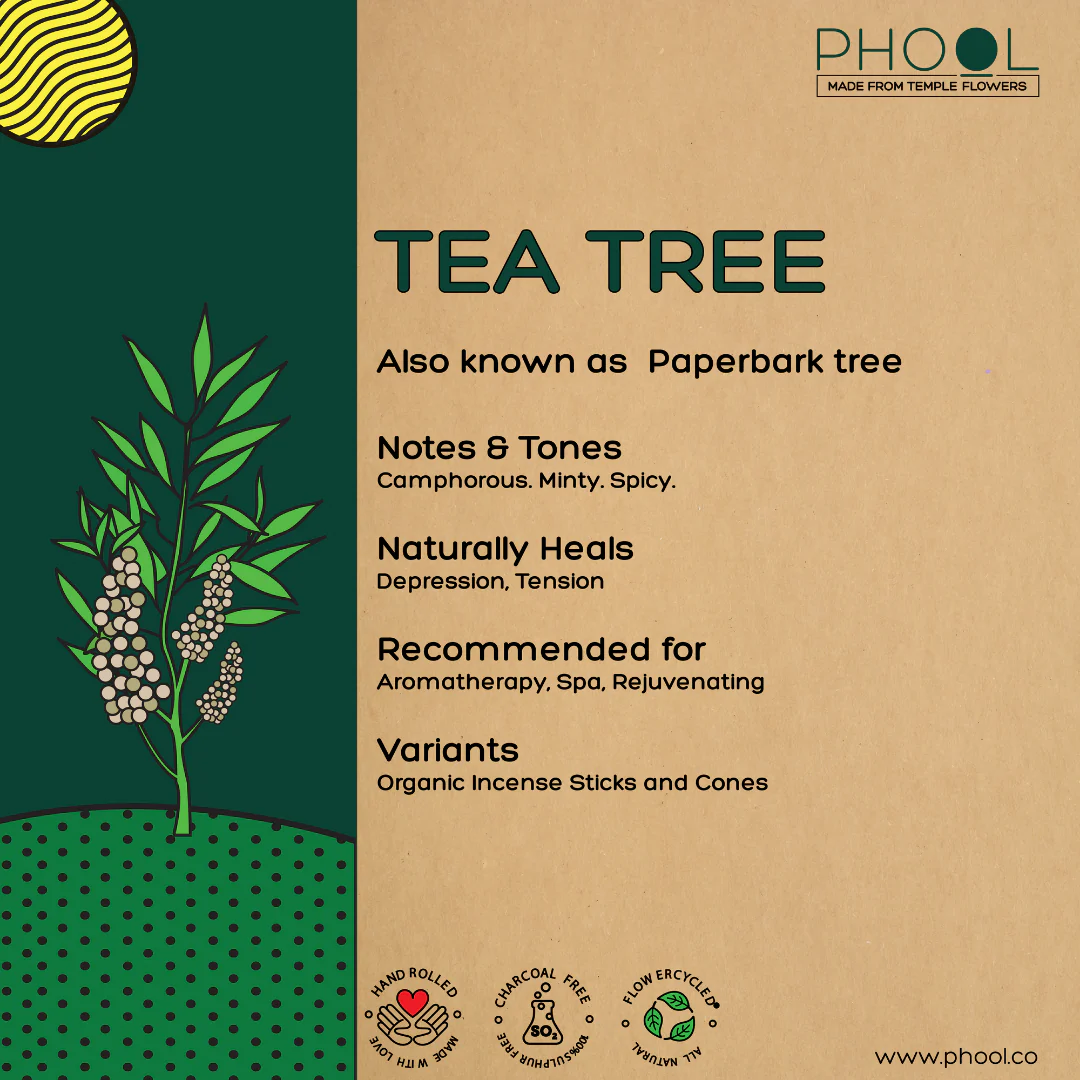 PHOOL
MADE FROM TEMPLE FLOWERS
TEA TREE
Also known as Paperbark tree
Notes & Tones
Camphorous. Minty. Spicy.
Naturally Heals
Depression, Tension
Recommended for
Aromatherapy, Spa, Rejuvenating
Variants
Organic Incense Sticks and Cones
HAND ROLLED
MADE WITH LOVE
CHARCOAL FREE
SO₂
100%SULPHUR FREE
FLOWERCYCLED
ALL NATURAL
www.phool.co